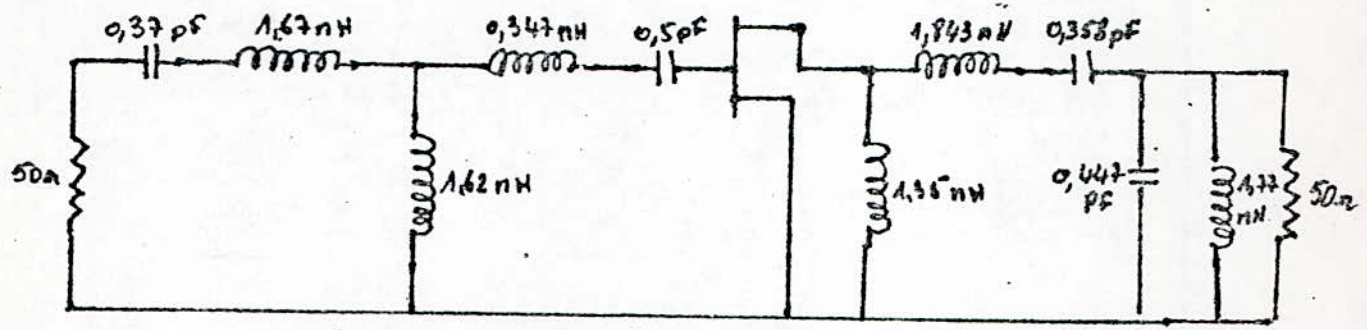 0,37 pF
1,67 nH
0,347 nH
0,5 pF
1,843 nH
0,358 pF
50Ω
1,62 nH
1,35 nH
0,447
pF
1,77
nH
50Ω